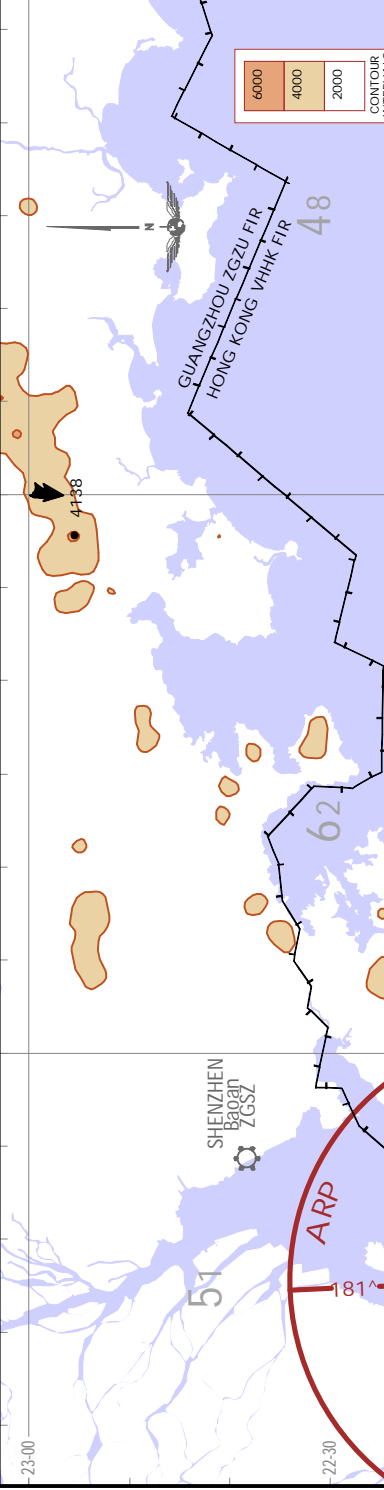 6000
4000
2000
CONTOUR
N
GUANGZHOU ZGZU FIR
HONG KONG VHHK FIR
48
4138
62
SHENZHEN
Baoan
ZGSZ
ARP
51
181^
23-00
22-30